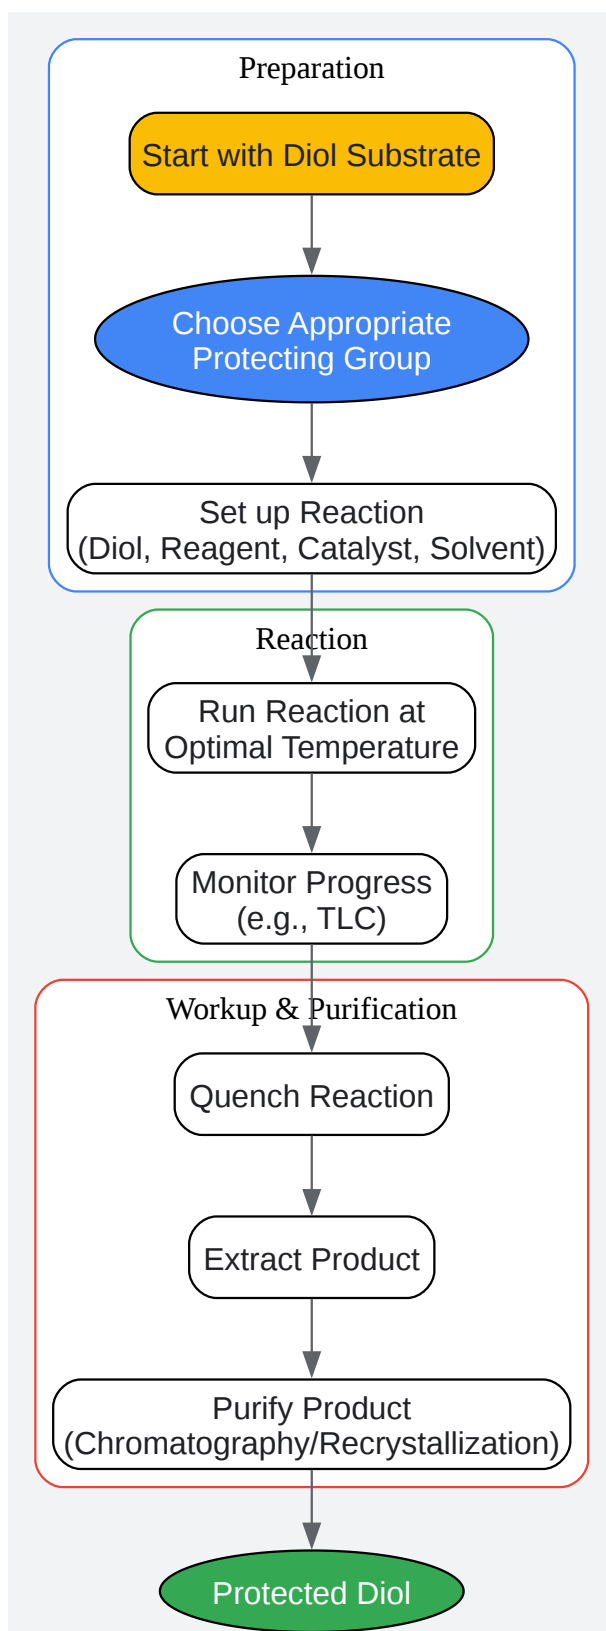 Preparation
Start with Diol Substrate
Choose Appropriate
Protecting Group
Set up Reaction
(Diol, Reagent, Catalyst, Solvent)
Reaction
Run Reaction at
Optimal Temperature
Monitor Progress
(e.g., TLC)
Workup & Purification
Quench Reaction
Extract Product
Purify Product
(Chromatography/Recrystallization)
Protected Diol